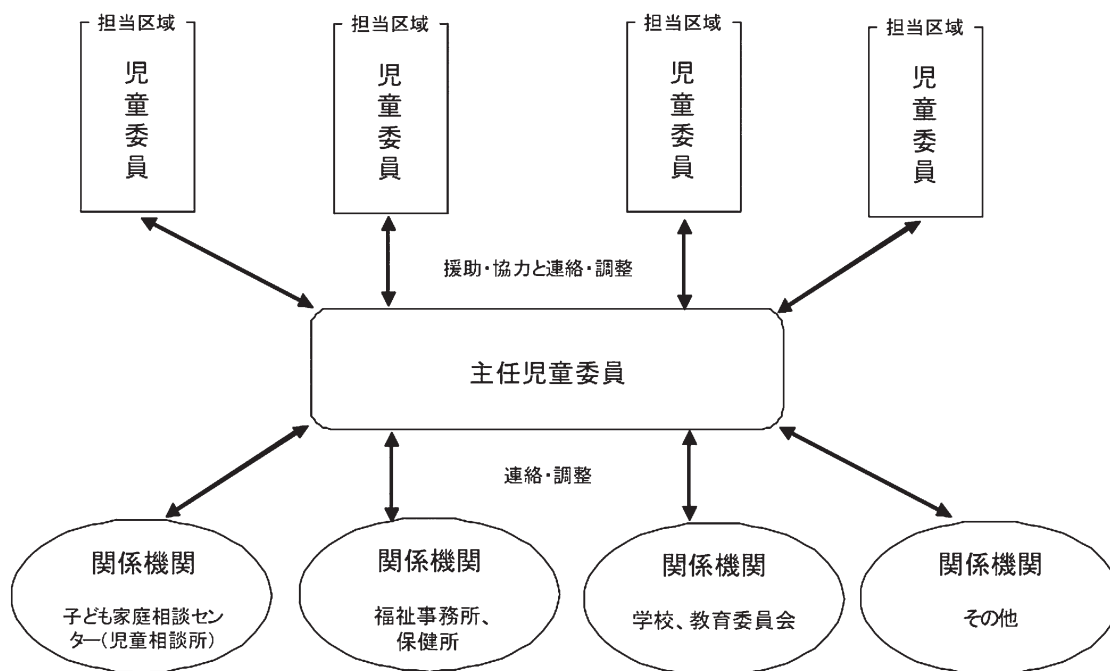 担当区域
児童委員
担当区域
児童委員
担当区域
児童委員
担当区域
児童委員
援助・協力と連絡・調整
主任児童委員
連絡・調整
関係機関
子ども家庭相談セン
ター(児童相談所)
関係機関
福祉事務所、
保健所
関係機関
学校、教育委員会
関係機関
その他